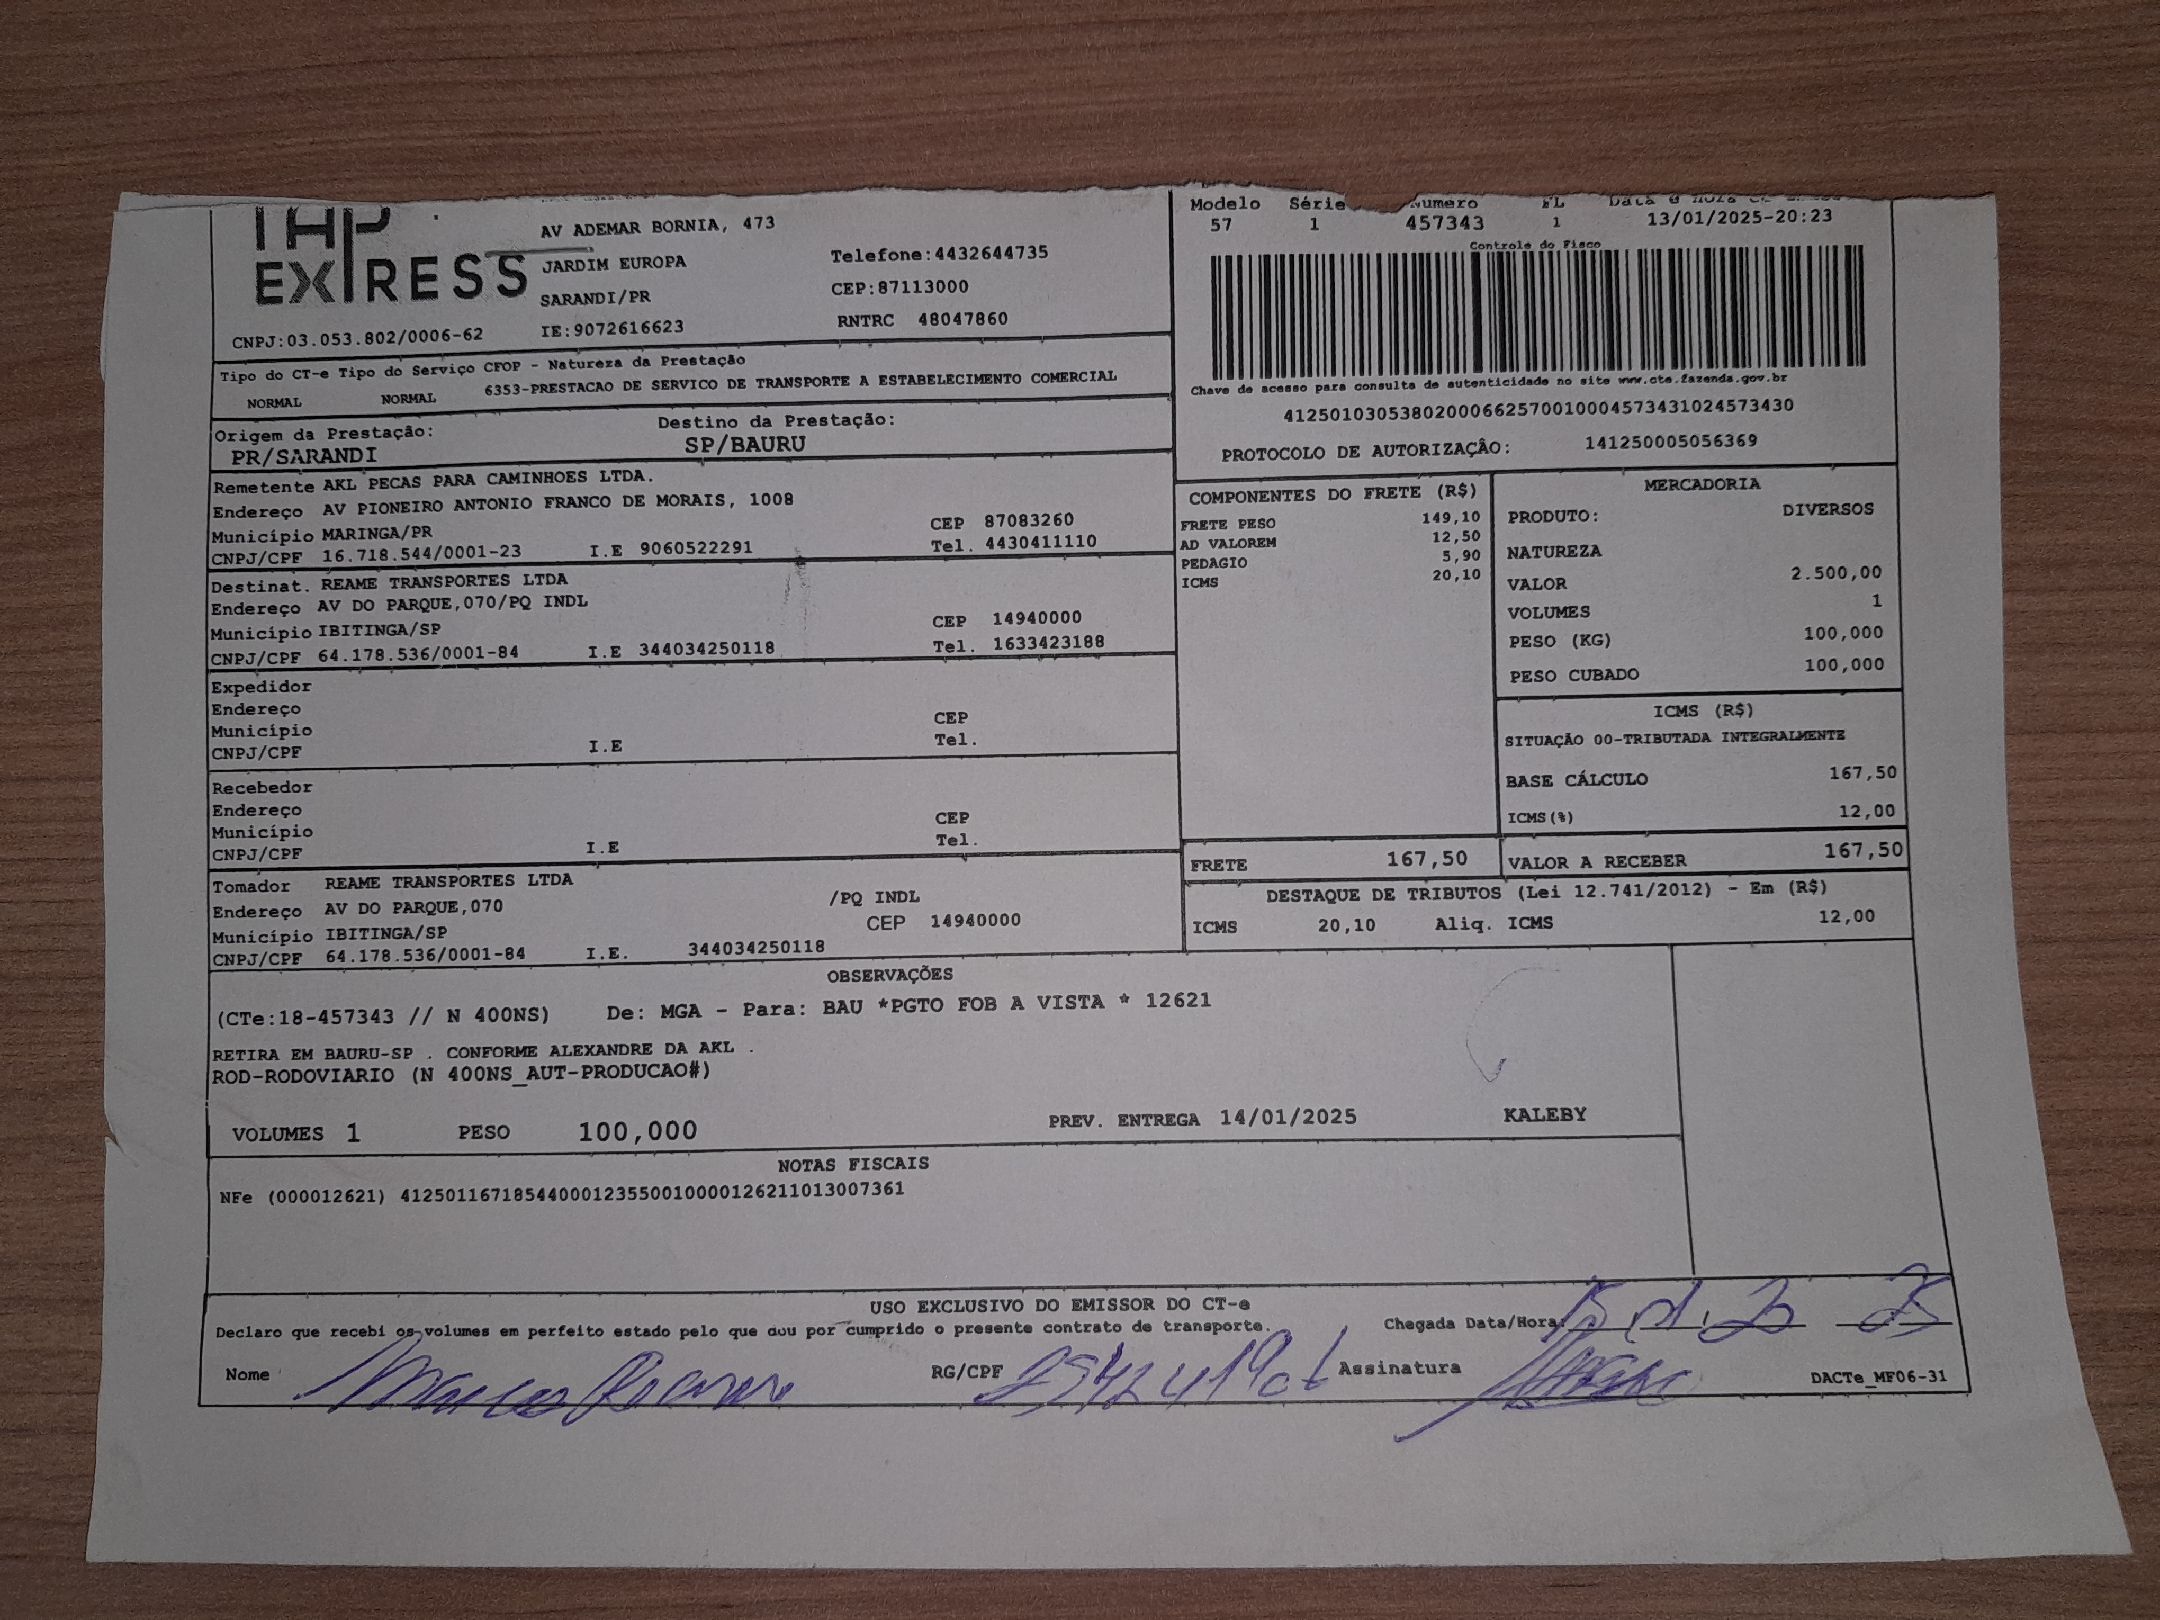 EXPRESS
AV ADEMAR BORNIA, 473
JARDIM EUROPA
SARANDI/PR
IE:9072616623
Telefone:4432644735
CEP:87113000
RNTRC 48047860
CNPJ:03.053.802/0006-62
Modelo Série FL
57 1 457343 1 13/01/2025-20:23
Controle do Fisco
Chave de acesso para consulta de autenticidade no site www.cte.fazenda.gov.br
41250103053802000662570010004573431024573430
PROTOCOLO DE AUTORIZAÇÂO: 141250005056369
Tipo do CT-e Tipo do Serviço CFOP - Natureza da Prestação
NORMAL NORMAL 6353-PRESTACAO DE SERVICO DE TRANSPORTE A ESTABELECIMENTO COMERCIAL
Origem da Prestação: Destino da Prestação:
PR/SARANDI SP/BAURU
Remetente AKL PECAS PARA CAMINHOES LTDA.
Endereço AV PIONEIRO ANTONIO FRANCO DE MORAIS, 1008
Município MARINGA/PR CEP 87083260
CNPJ/CPF 16.718.544/0001-23 I.E 9060522291 Tel. 4430411110
Destinat. REAME TRANSPORTES LTDA
Endereço AV DO PARQUE,070/PQ INDL
Município IBITINGA/SP CEP 14940000
CNPJ/CPF 64.178.536/0001-84 I.E 344034250118 Tel. 1633423188
Expedidor
Endereço
Município CEP
CNPJ/CPF I.E Tel.
Recebedor
Endereço
Município CEP
CNPJ/CPF I.E Tel.
Tomador REAME TRANSPORTES LTDA
Endereço AV DO PARQUE,070 /PQ INDL
Município IBITINGA/SP CEP 14940000
CNPJ/CPF 64.178.536/0001-84 I.E. 344034250118
COMPONENTES DO FRETE (R$)
FRETE PESO 149,10
AD VALOREM 12,50
PEDAGIO 5,90
ICMS 20,10
MERCADORIA
PRODUTO: DIVERSOS
NATUREZA
VALOR 2.500,00
VOLUMES 1
PESO (KG) 100,000
PESO CUBADO 100,000
ICMS (R$)
SITUAÇÃO 00-TRIBUTADA INTEGRALMENTE
BASE CÁLCULO 167,50
ICMS(%) 12,00
FRETE 167,50 VALOR A RECEBER 167,50
DESTAQUE DE TRIBUTOS (Lei 12.741/2012) - Em (R$)
ICMS 20,10 Aliq. ICMS 12,00
OBSERVAÇÕES
(CTe:18-457343 // N 400NS) De: MGA - Para: BAU *PGTO FOB A VISTA * 12621
RETIRA EM BAURU-SP . CONFORME ALEXANDRE DA AKL .
ROD-RODOVIARIO (N 400NS_AUT-PRODUCAO#)
VOLUMES 1 PESO 100,000 PREV. ENTREGA 14/01/2025 KALEBY
NOTAS FISCAIS
NFe (000012621) 41250116718544000123550010000126211013007361
USO EXCLUSIVO DO EMISSOR DO CT-e
Declaro que recebi os volumes em perfeito estado pelo que dou por cumprido o presente contrato de transporte. Chegada Data/Hora
Nome Marcos RG/CPF Assinatura DACTe_MF06-31